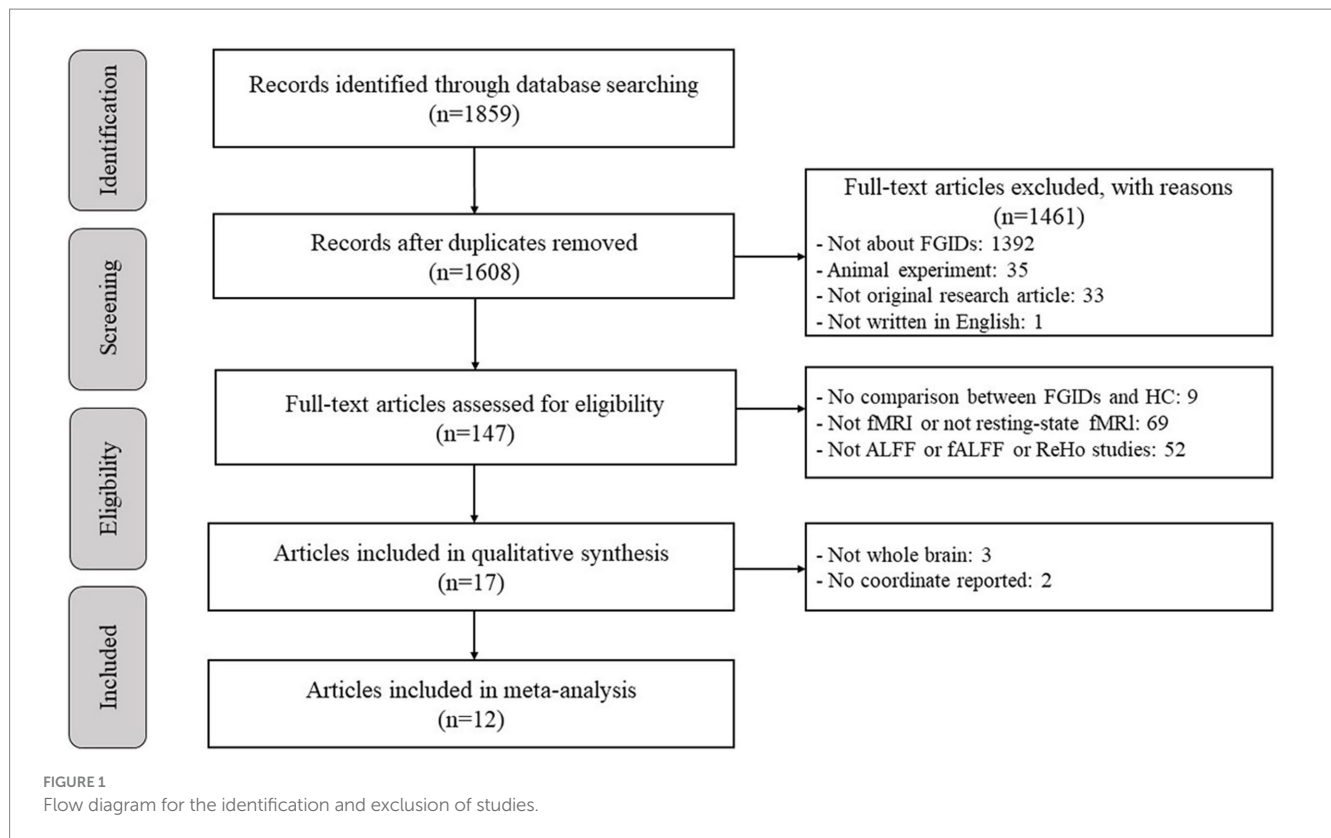 Identification
Records identified through database searching
(n=1859)
Full-text articles excluded, with reasons
(n=1461)
- Not about FGIDs: 1392
- Animal experiment: 35
- Not original research article: 33
- Not written in English: 1
Screening
Records after duplicates removed
(n=1608)
Eligibility
Full-text articles assessed for eligibility
(n=147)
- No comparison between FGIDs and HC: 9
- Not fMRI or not resting-state fMRl: 69
- Not ALFF or fALFF or ReHo studies: 52
Articles included in qualitative synthesis
(n=17)
- Not whole brain: 3
- No coordinate reported: 2
Included
Articles included in meta-analysis
(n=12)
FIGURE 1
Flow diagram for the identification and exclusion of studies.